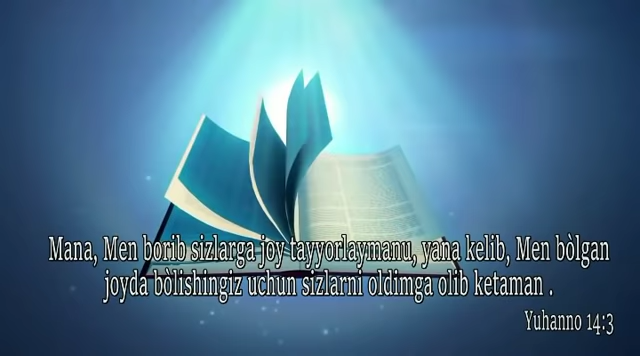 Mana, Men borib sizlarga joy tayyorlaymanu, yana kelib, Men bòlgan
joyda bòlishingiz uchun sizlarni oldimga olib ketaman .
Yuhanno 14:3